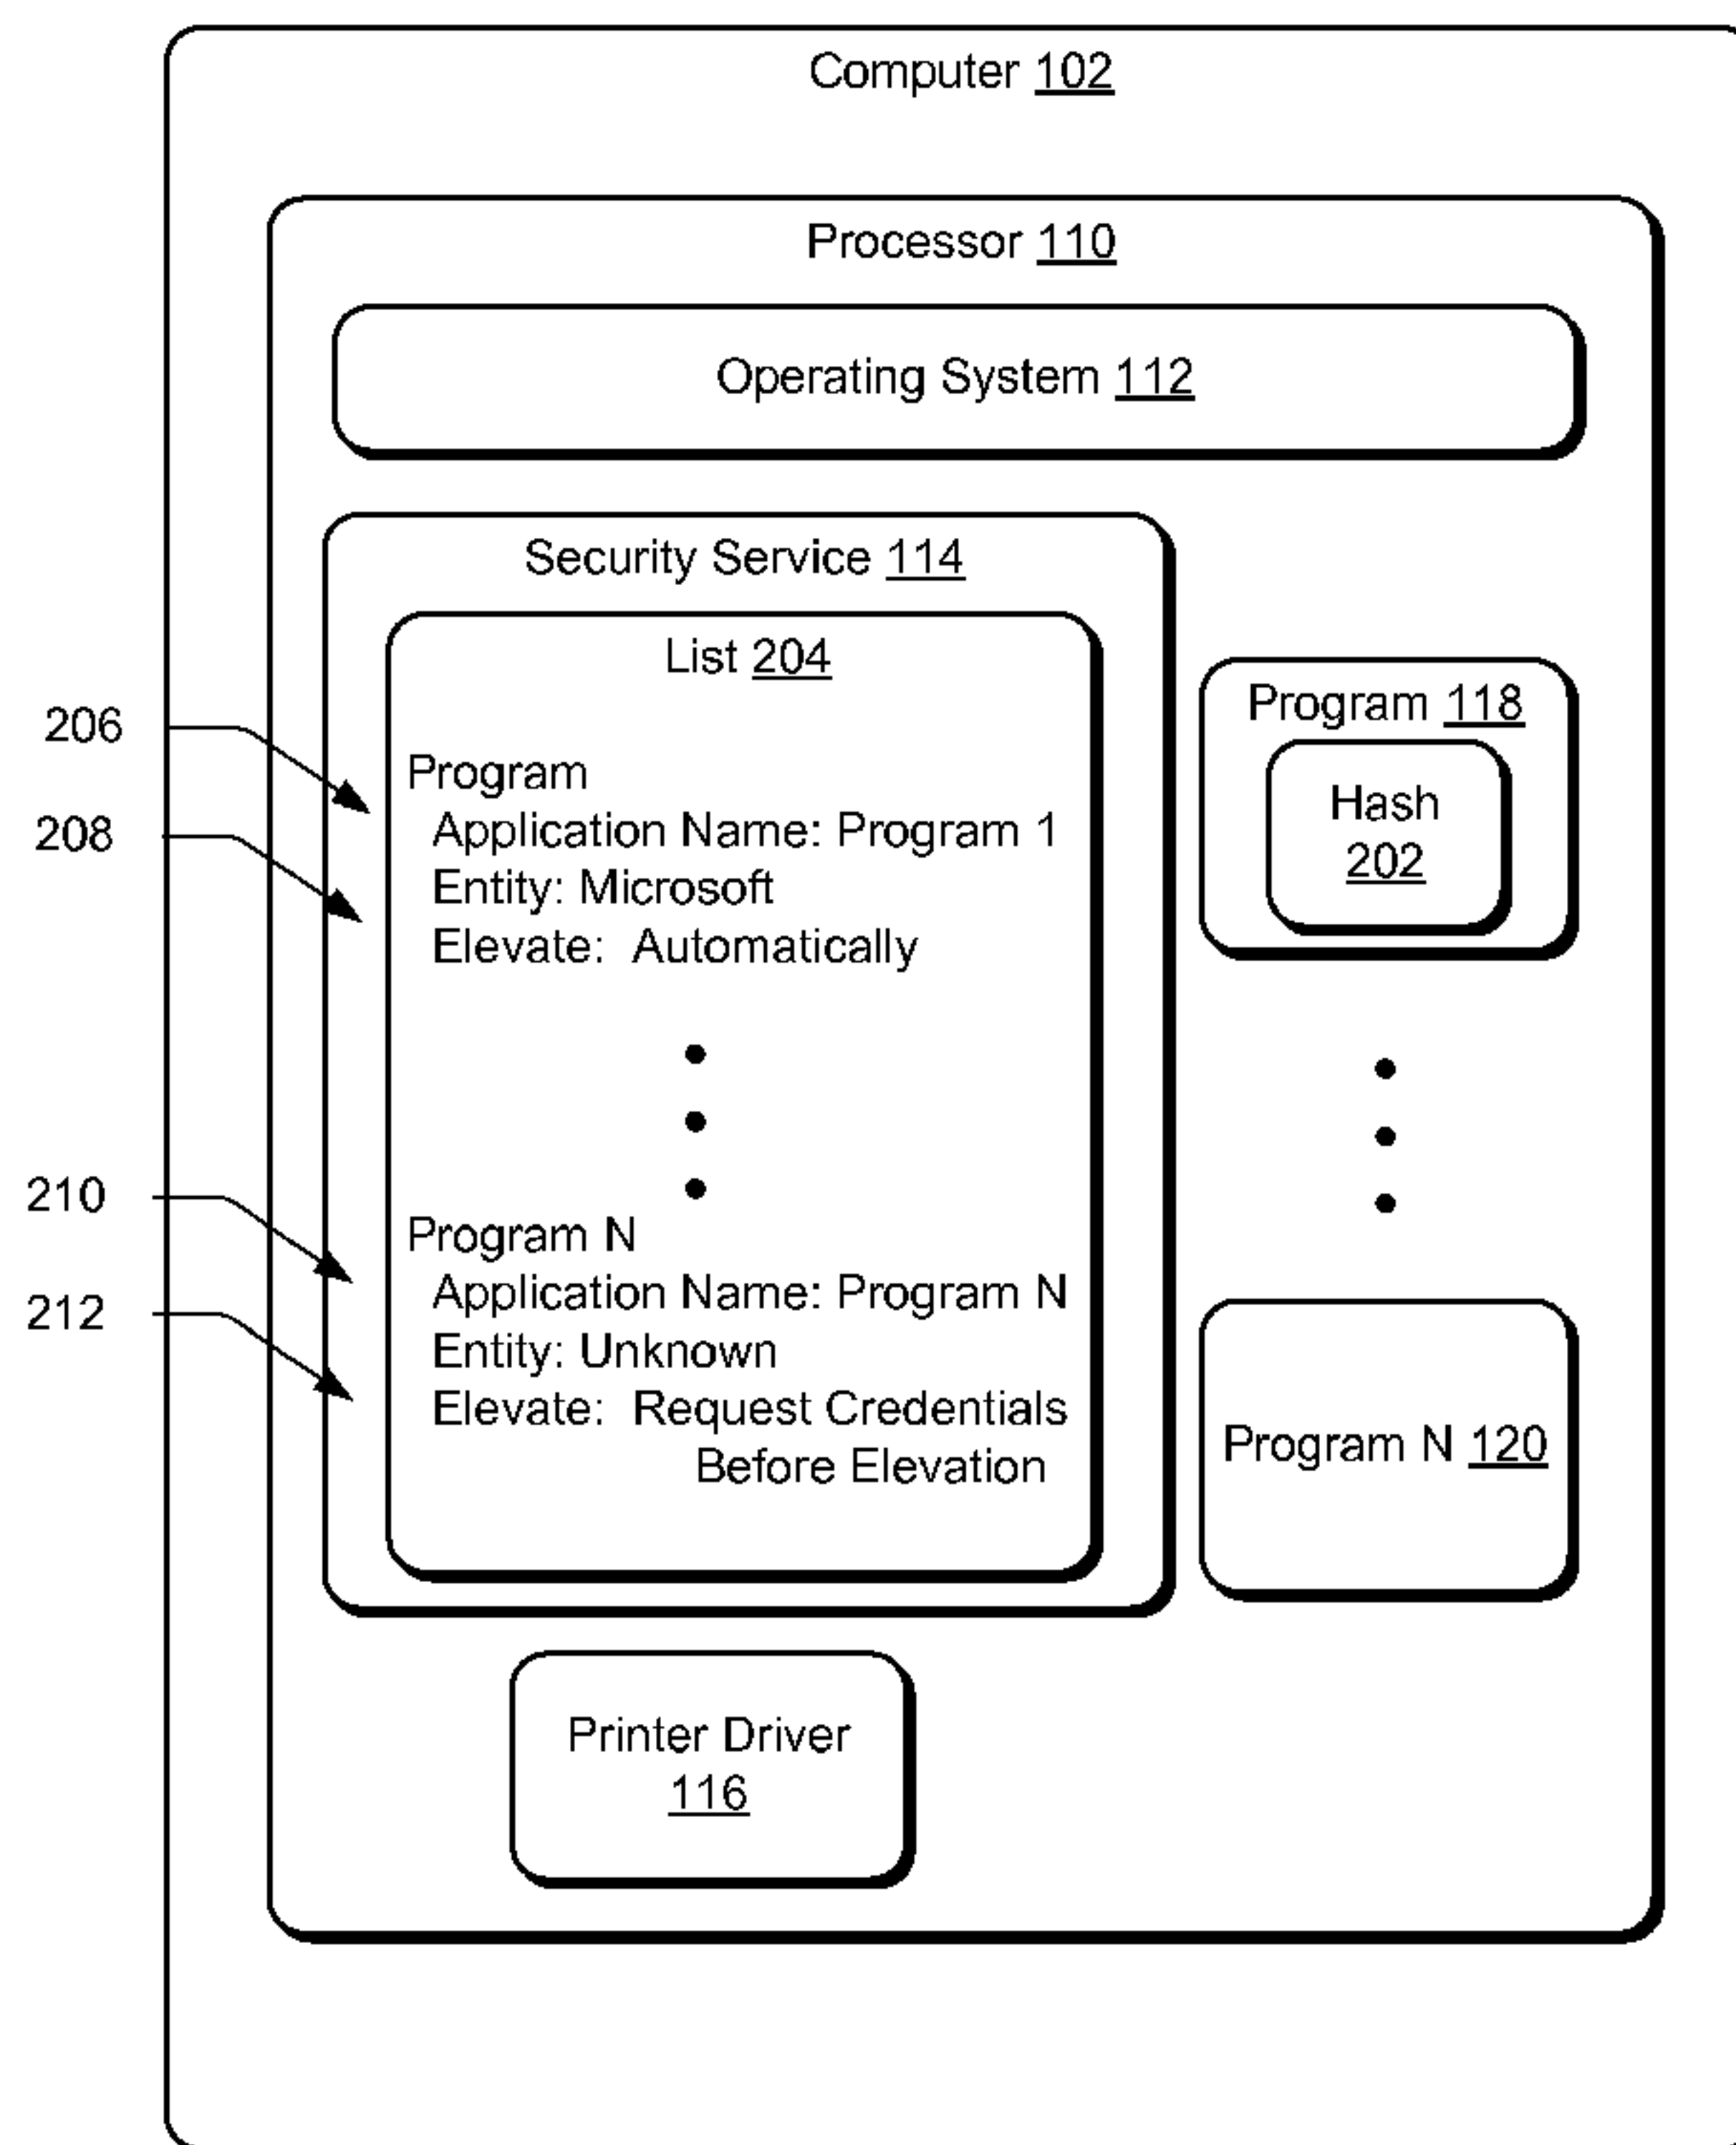 Computer 102
Processor 110
Operating System 112
Security Service 114
List 204
206
208
Program
Application Name: Program 1
Entity: Microsoft
Elevate: Automatically
210
212
Program N
Application Name: Program N
Entity: Unknown
Elevate: Request Credentials
Before Elevation
Program 118
Hash
202
Program N 120
Printer Driver
116